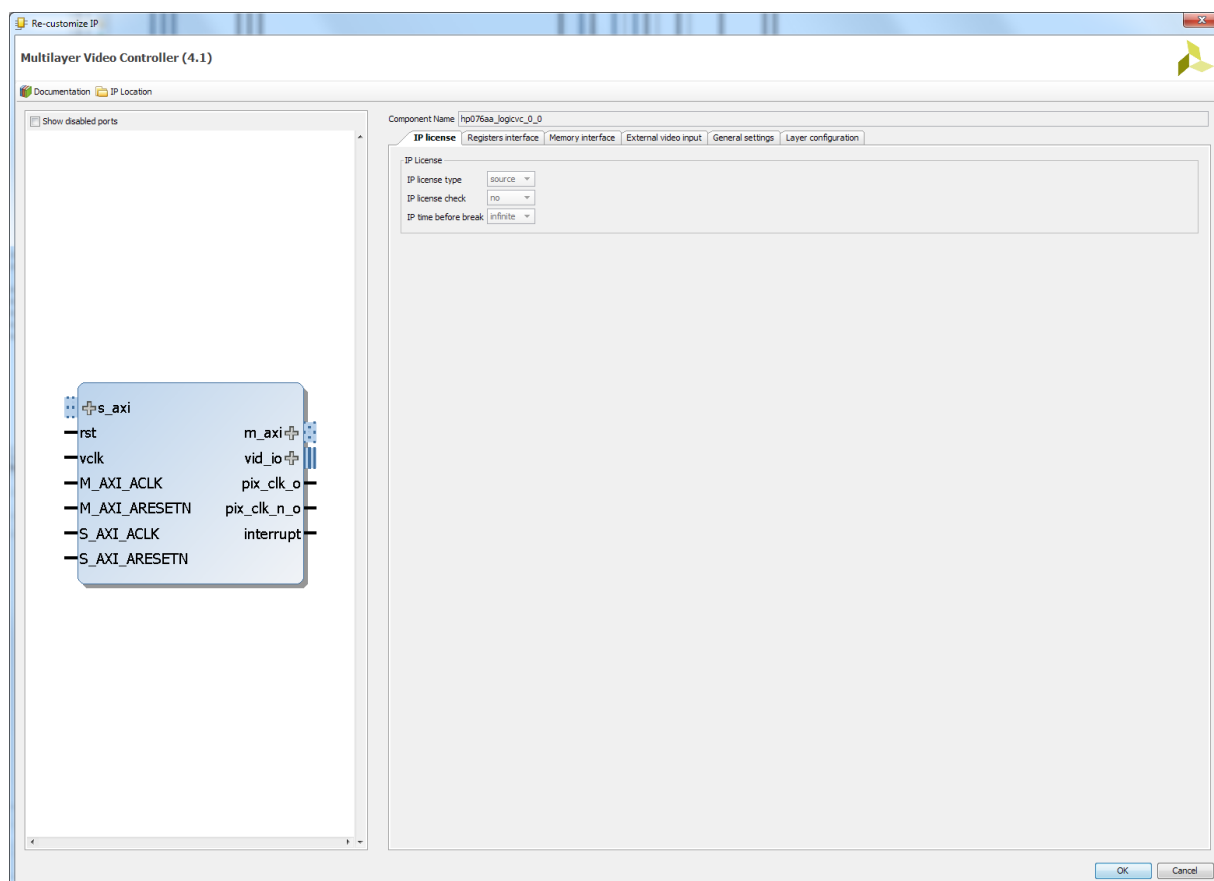 Re-customize IP
Multilayer Video Controller (4.1)
Documentation IP Location
Show disabled ports
s_axi
rst
vclk
M_AXI_ACLK
M_AXI_ARESETN
S_AXI_ACLK
S_AXI_ARESETN
m_axi
vid_io
pix_clk_o
pix_clk_n_o
interrupt
Component Name hp076aa_logicvc_0_0
IP license Registers interface Memory interface External video input General settings Layer configuration
IP License
IP license type source
IP license check no
IP time before break infinite
OK Cancel